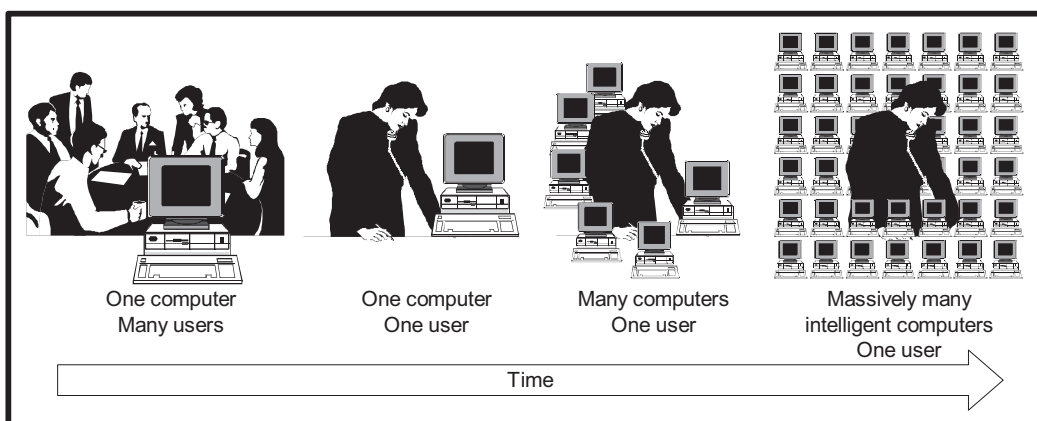 One computer
Many users
One computer
One user
Many computers
One user
Massively many
intelligent computers
One user
Time